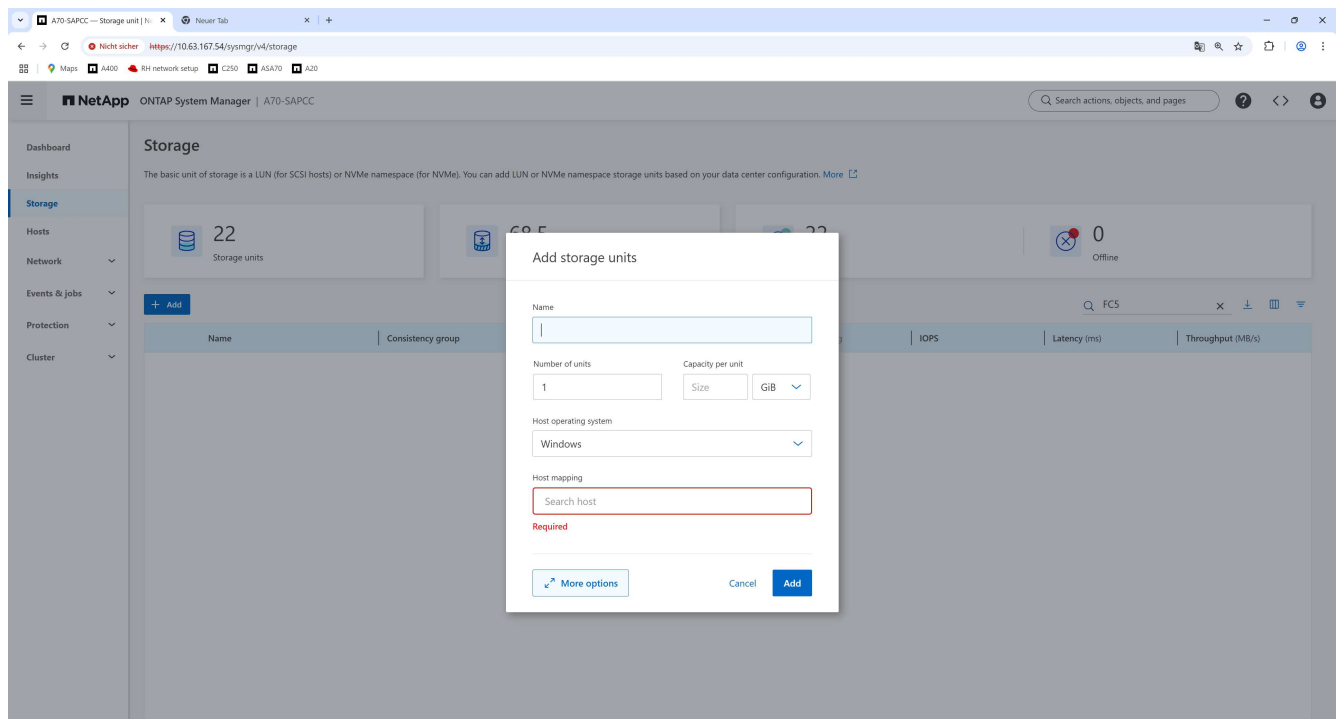 A70-SAPCC — Storage unit | N
Neuer Tab
Nicht sicher https://10.63.167.54/sysmgr/v4/storage
Maps A400 RH network setup C250 ASA70 A20
NetApp ONTAP System Manager | A70-SAPCC
Search actions, objects, and pages
Dashboard
Insights
Storage
Hosts
Network
Events & jobs
Protection
Cluster
Storage
The basic unit of storage is a LUN (for SCSI hosts) or NVMe namespace (for NVMe). You can add LUN or NVMe namespace storage units based on your data center configuration. More
22
Storage units
0
Offline
+ Add
FC5
Name Consistency group IOPS Latency (ms) Throughput (MB/s)
Add storage units
Name
Number of units Capacity per unit
1 Size GiB
Host operating system
Windows
Host mapping
Search host
Required
More options Cancel Add